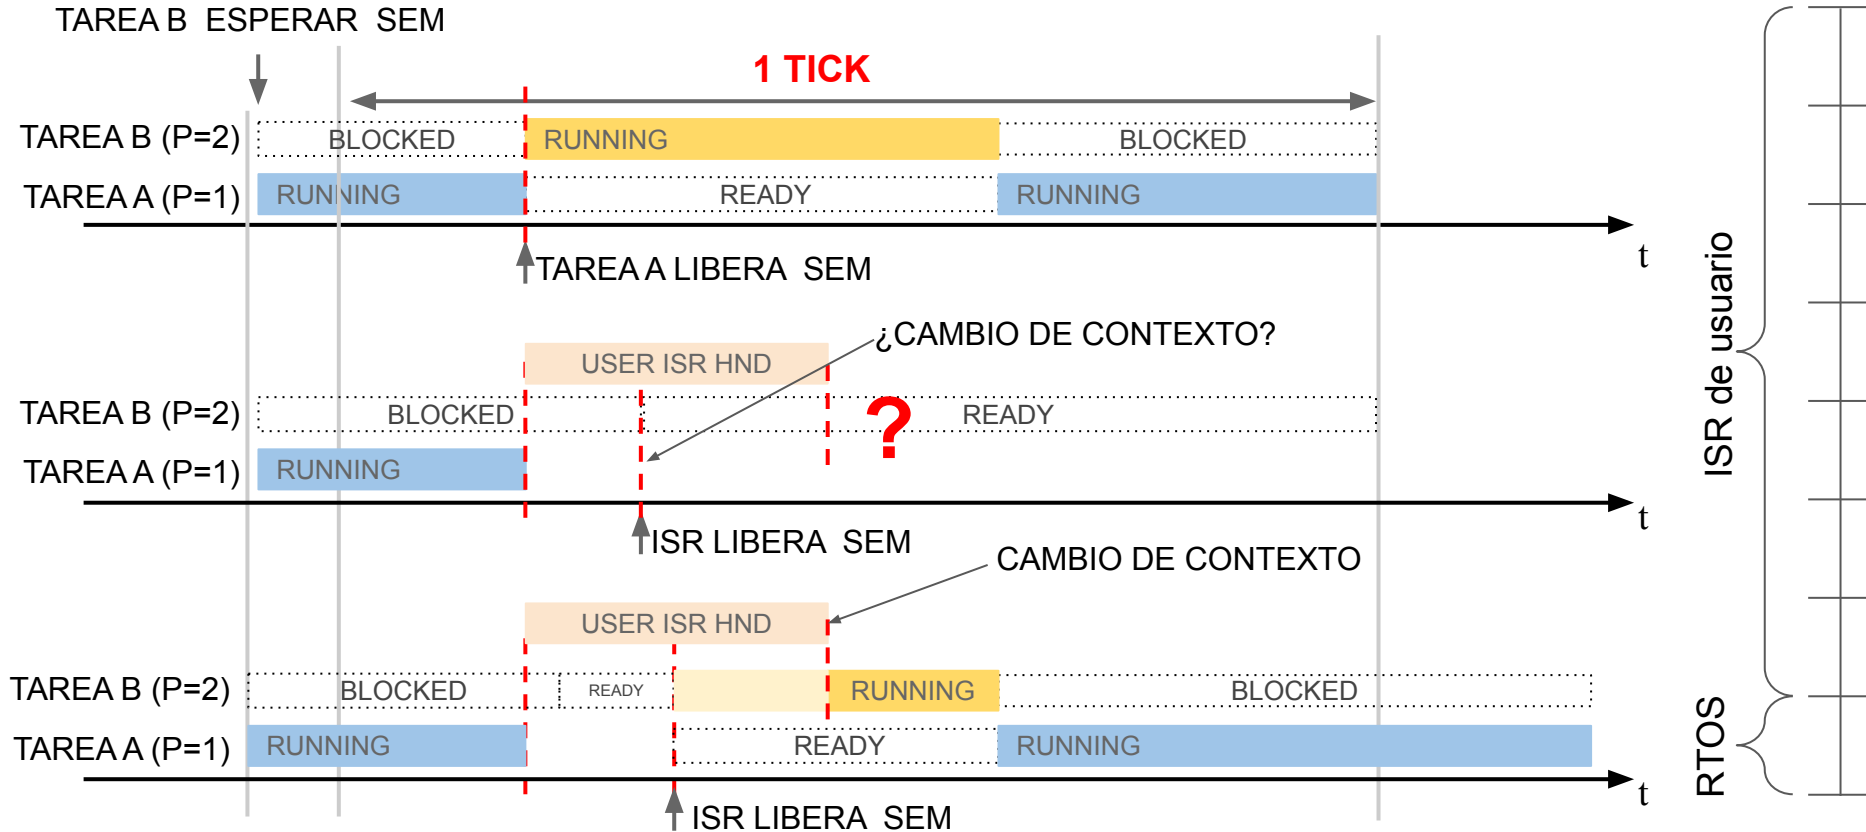 TAREA B ESPERAR SEM
1 TICK
TAREA B (P=2)
BLOCKED
RUNNING
BLOCKED
TAREA A (P=1)
RUNNING
READY
RUNNING
t
TAREA A LIBERA SEM
¿CAMBIO DE CONTEXTO?
USER ISR HND
TAREA B (P=2)
BLOCKED
?
READY
TAREA A (P=1)
RUNNING
t
ISR LIBERA SEM
CAMBIO DE CONTEXTO
USER ISR HND
TAREA B (P=2)
BLOCKED
READY
RUNNING
BLOCKED
TAREA A (P=1)
RUNNING
READY
RUNNING
t
ISR LIBERA SEM
ISR de usuario
RTOS